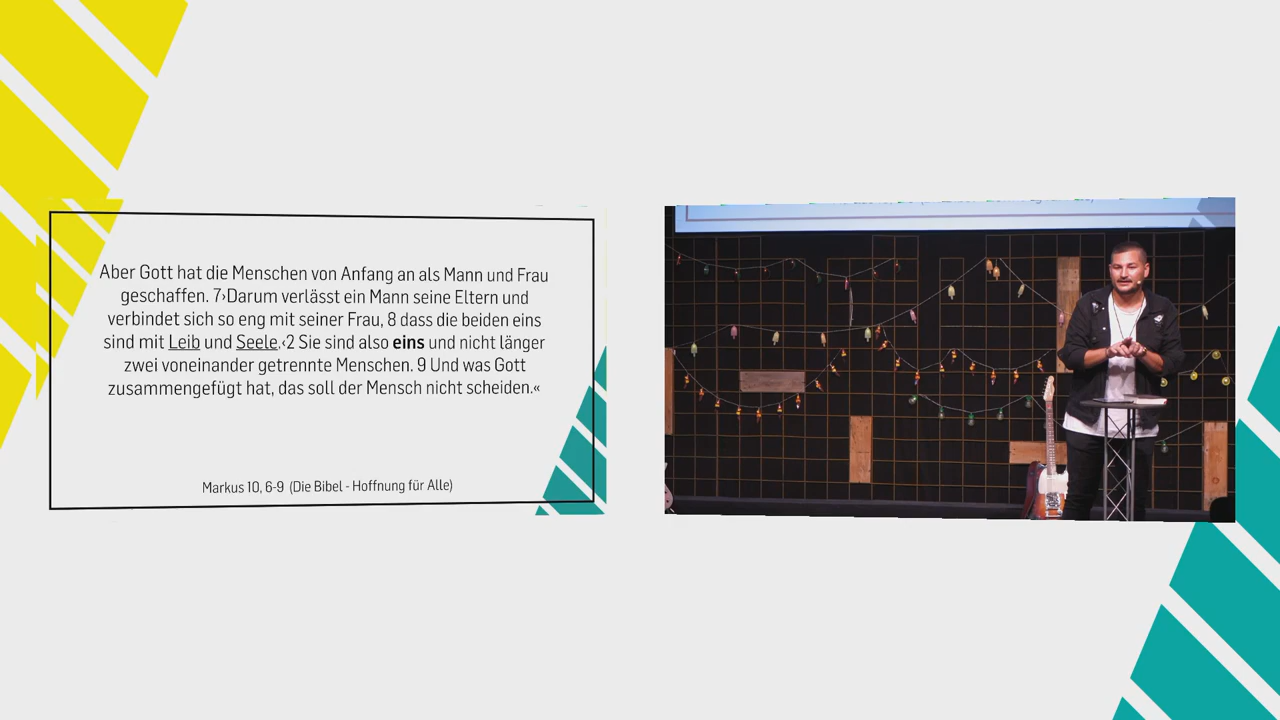 Aber Gott hat die Menschen von Anfang an als Mann und Frau
geschaffen. 7›Darum verlässt ein Mann seine Eltern und
verbindet sich so eng mit seiner Frau, 8 dass die beiden eins
sind mit Leib und Seele.‹2 Sie sind also eins und nicht länger
zwei voneinander getrennte Menschen. 9 Und was Gott
zusammengefügt hat, das soll der Mensch nicht scheiden.«
Markus 10, 6-9 (Die Bibel - Hoffnung für Alle)